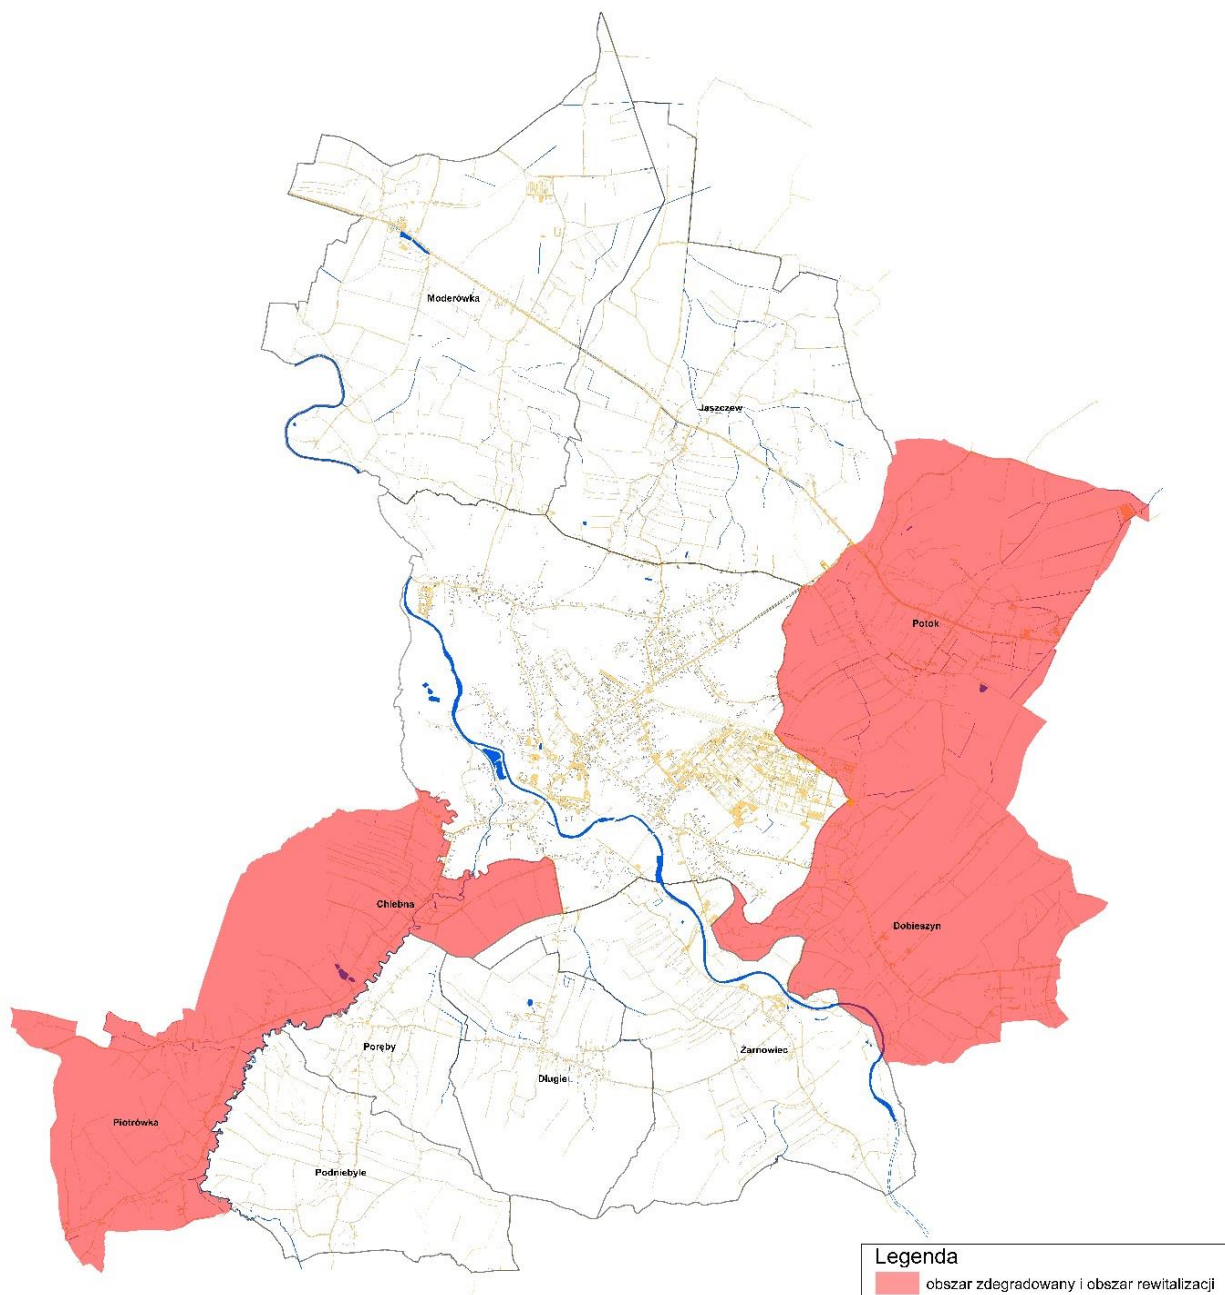 Moderówka
Jaszczew
Potok
Chlebna
Dobieszyn
Poręby
Żarnowiec
Długie
Piotrówka
Podniebyle
Legenda
obszar zdegradowany i obszar rewitalizacji